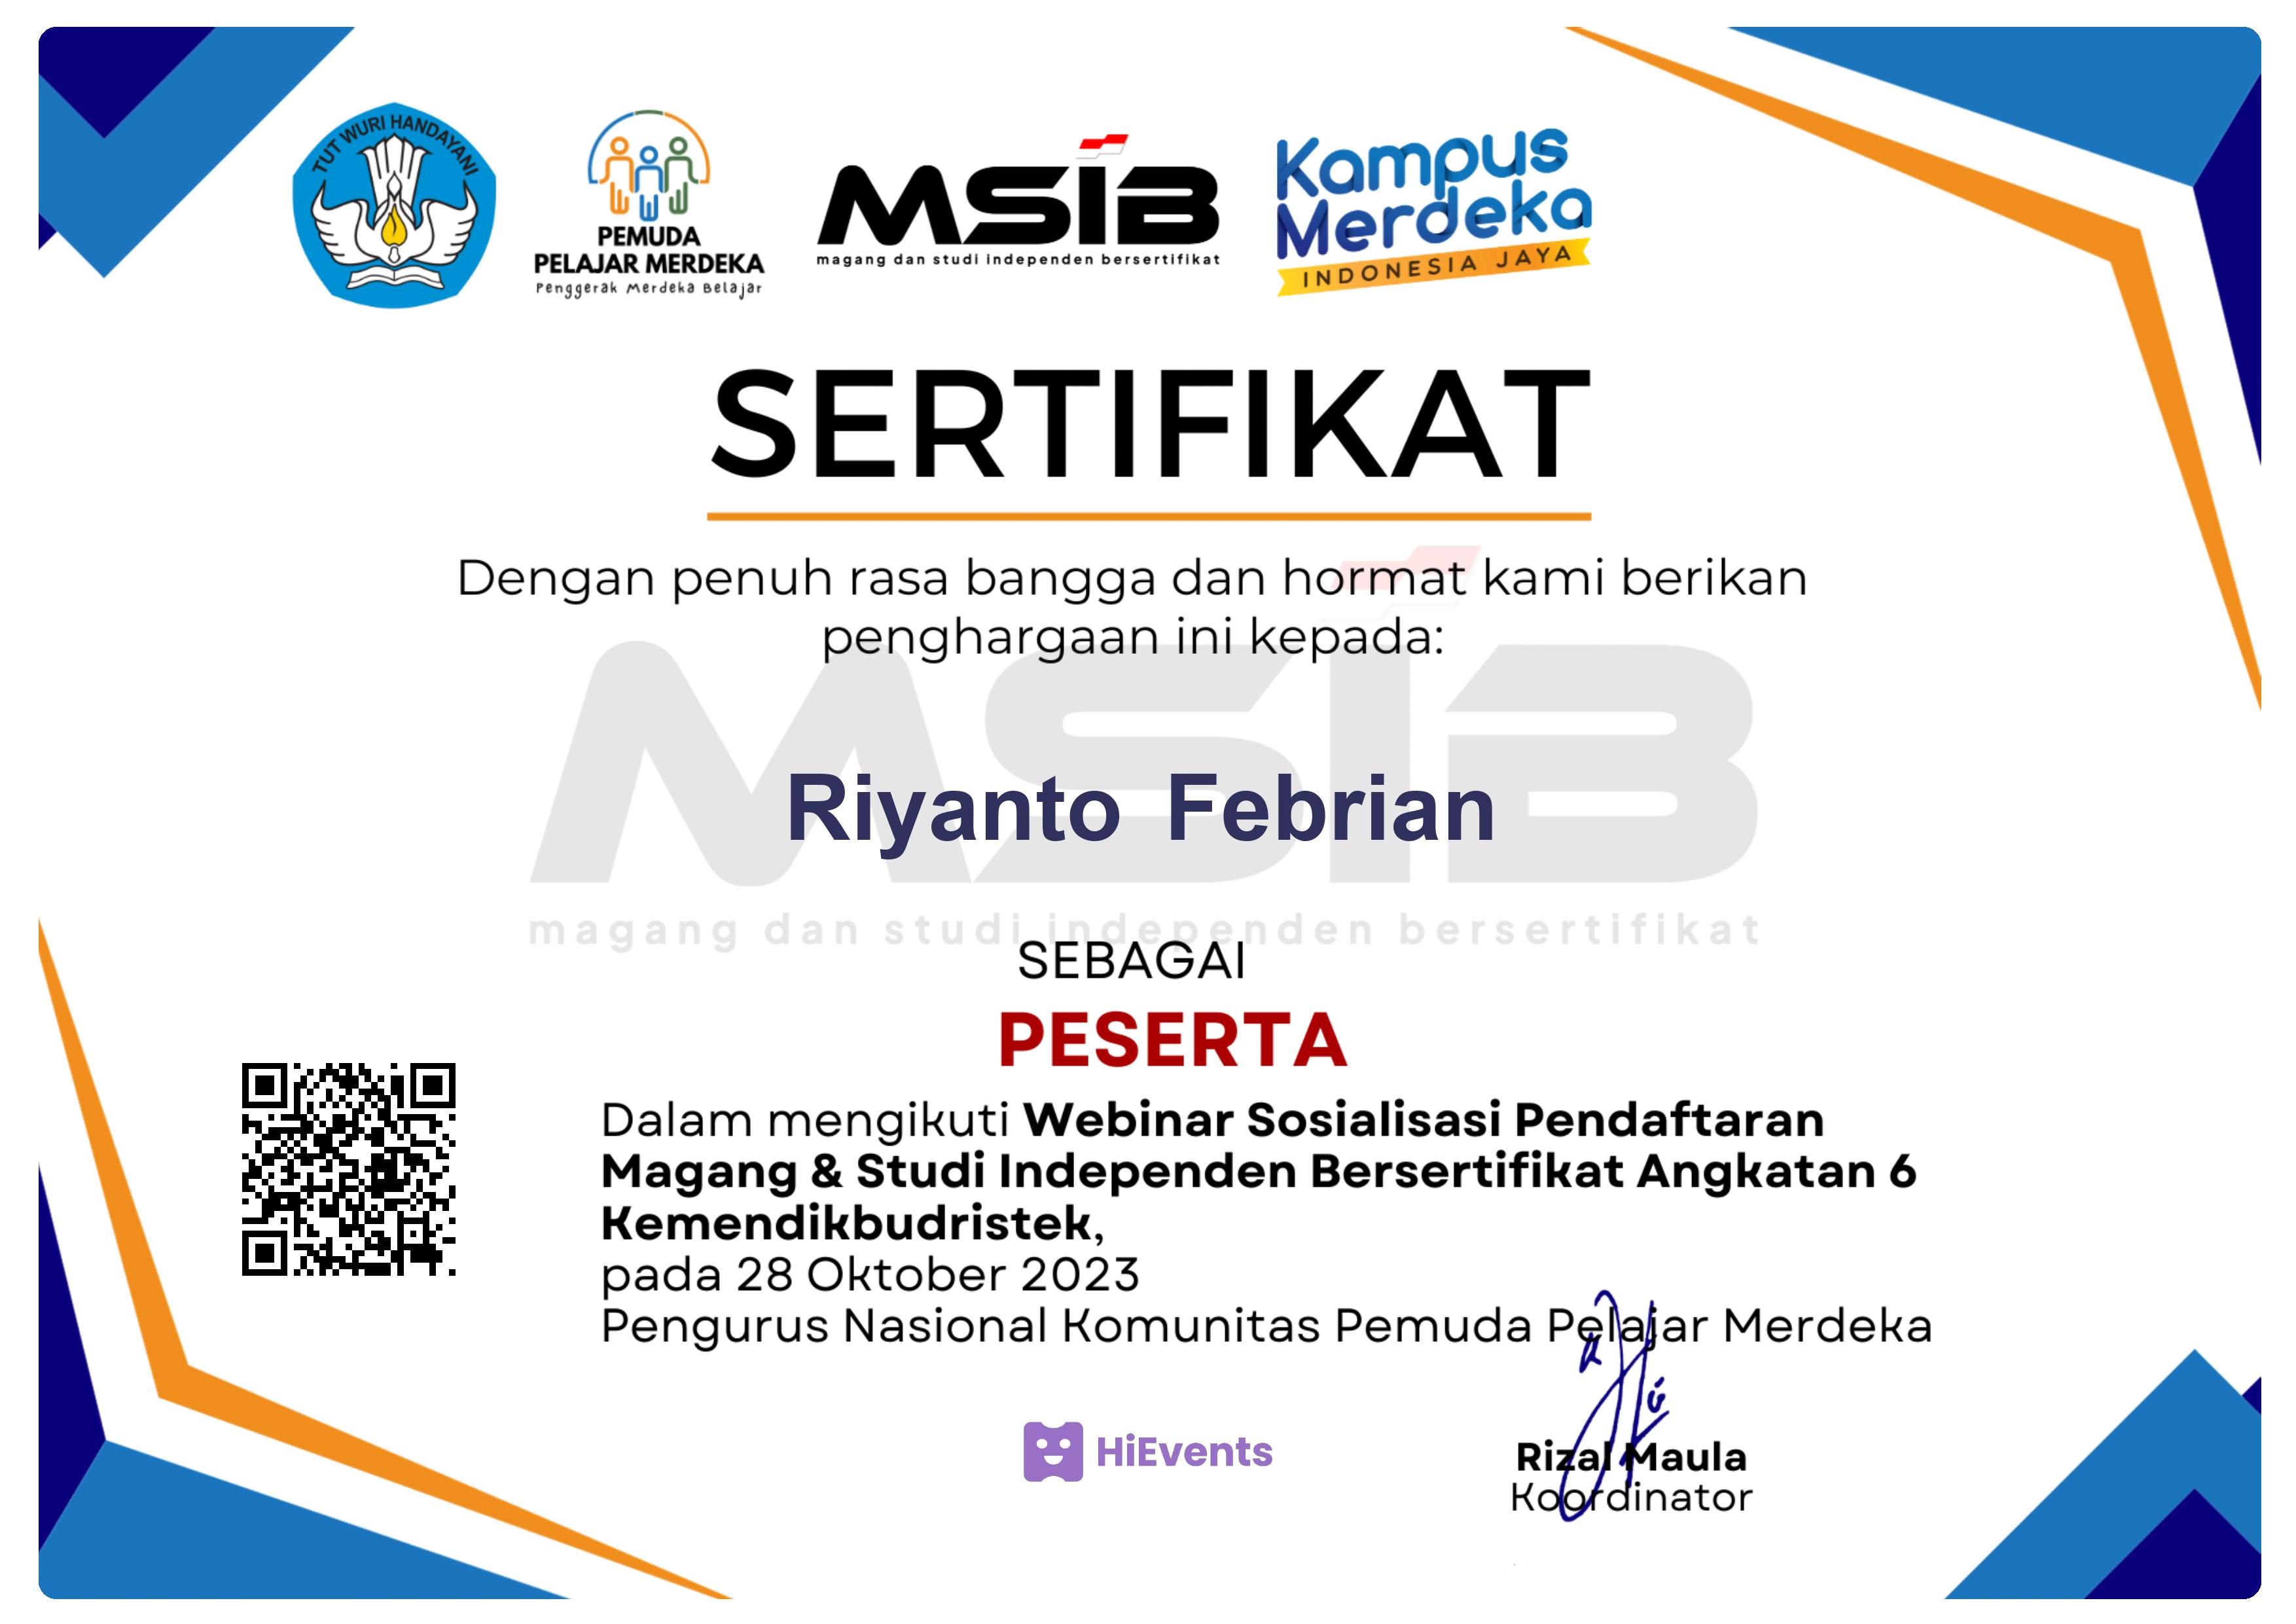 TUT WURI HANDAYANI
PEMUDA
PELAJAR MERDEKA
Penggerak Merdeka Belajar
MSIB
magang dan studi independen bersertifikat
Kampus
Merdeka
INDONESIA JAYA
SERTIFIKAT
Dengan penuh rasa bangga dan hormat kami berikan
penghargaan ini kepada:
MSIB
Riyanto Febrian
magang dan studi independen bersertifikat
SEBAGAI
PESERTA
Dalam mengikuti Webinar Sosialisasi Pendaftaran
Magang & Studi Independen Bersertifikat Angkatan 6
Kemendikbudristek,
pada 28 Oktober 2023
Pengurus Nasional Komunitas Pemuda Pelajar Merdeka
HiEvents
Rizal Maula
Koordinator